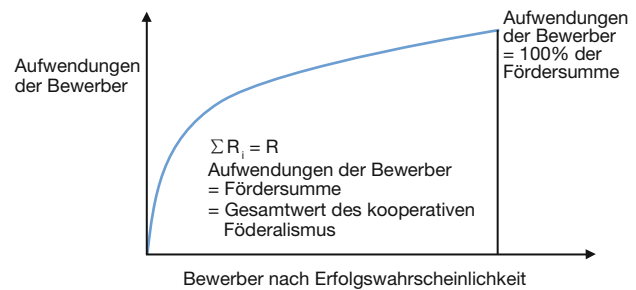 Aufwendungen
der Bewerber
= 100% der
Fördersumme
Aufwendungen
der Bewerber
∑ R i = R
Aufwendungen der Bewerber
= Fördersumme
= Gesamtwert des kooperativen
Föderalismus
Bewerber nach Erfolgswahrscheinlichkeit